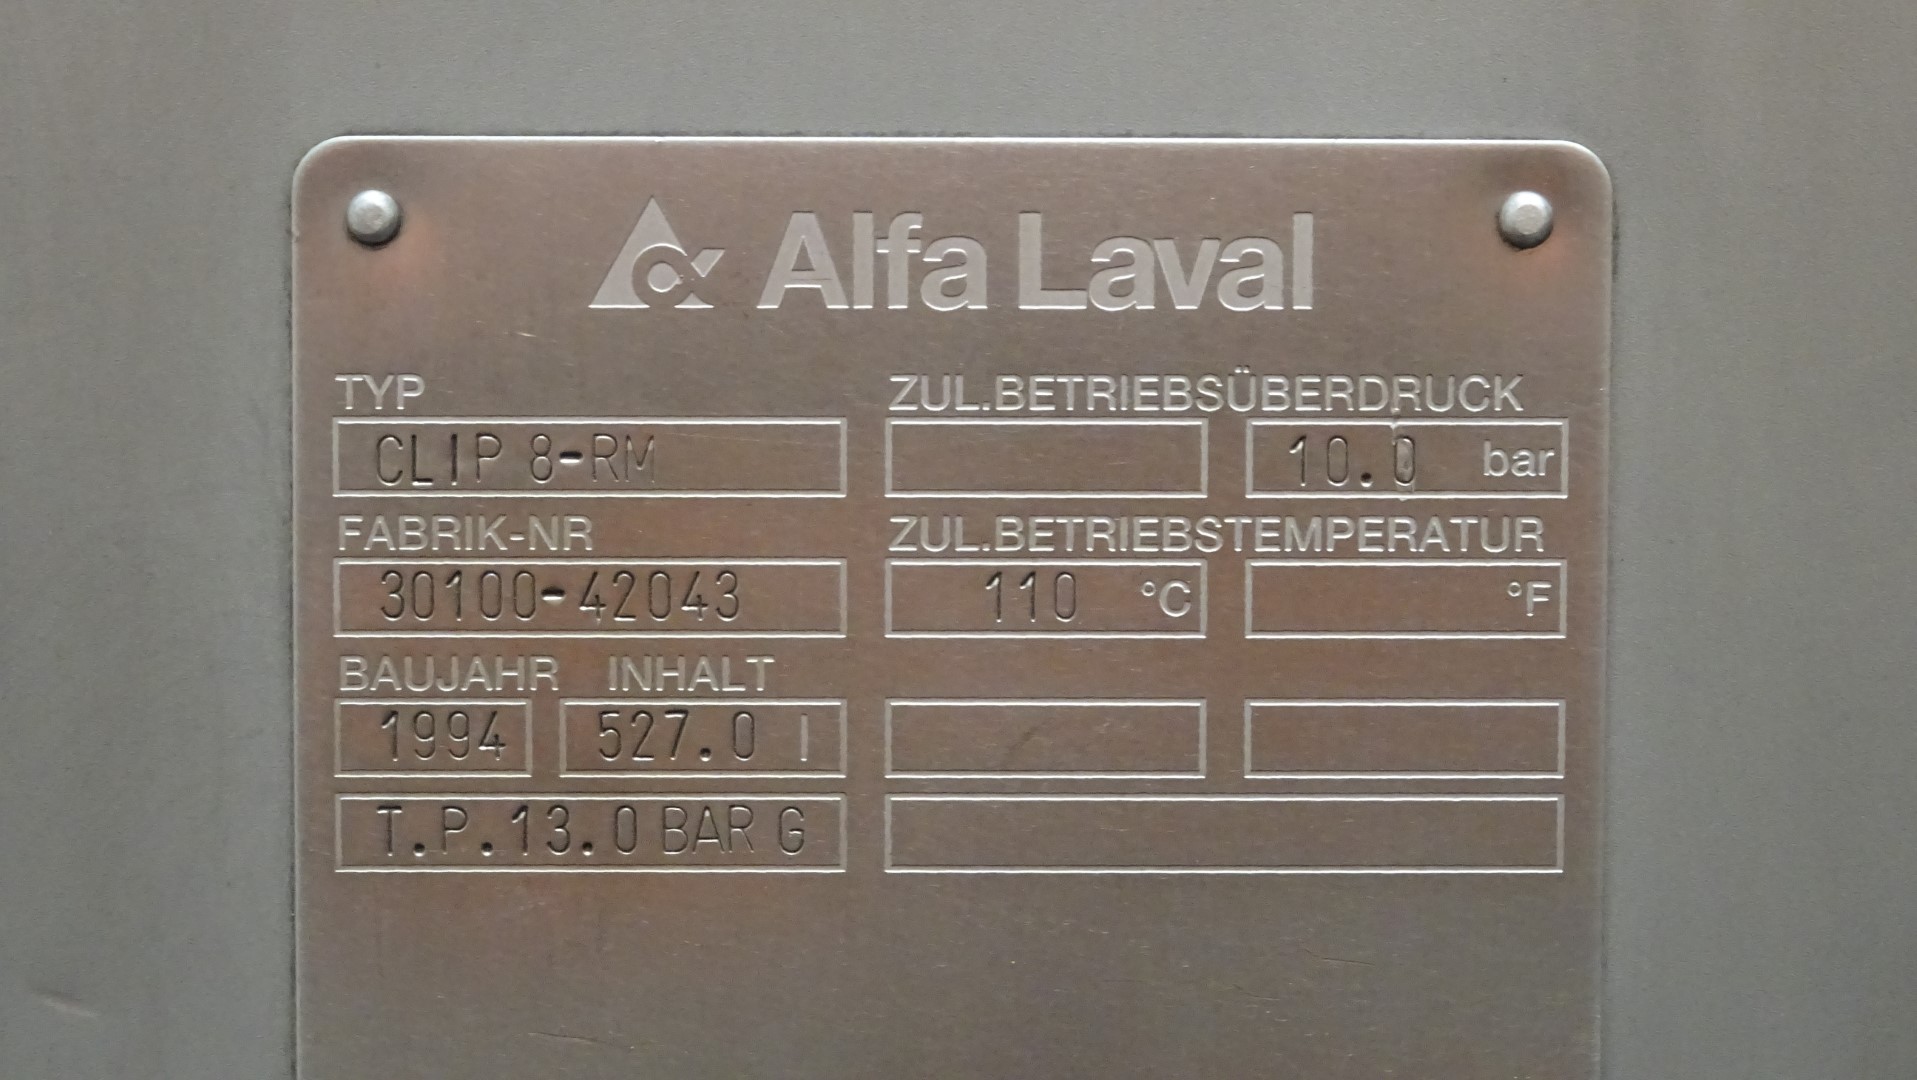 Alfa Laval
TYP
CLIP 8-RM
ZUL.BETRIEBSÜBERDRUCK
10.0 bar
FABRIK-NR
30100-42043
ZUL.BETRIEBSTEMPERATUR
110 °C
°F
BAUJAHR INHALT
1994 527.0 l
T.P.13.0 BAR G